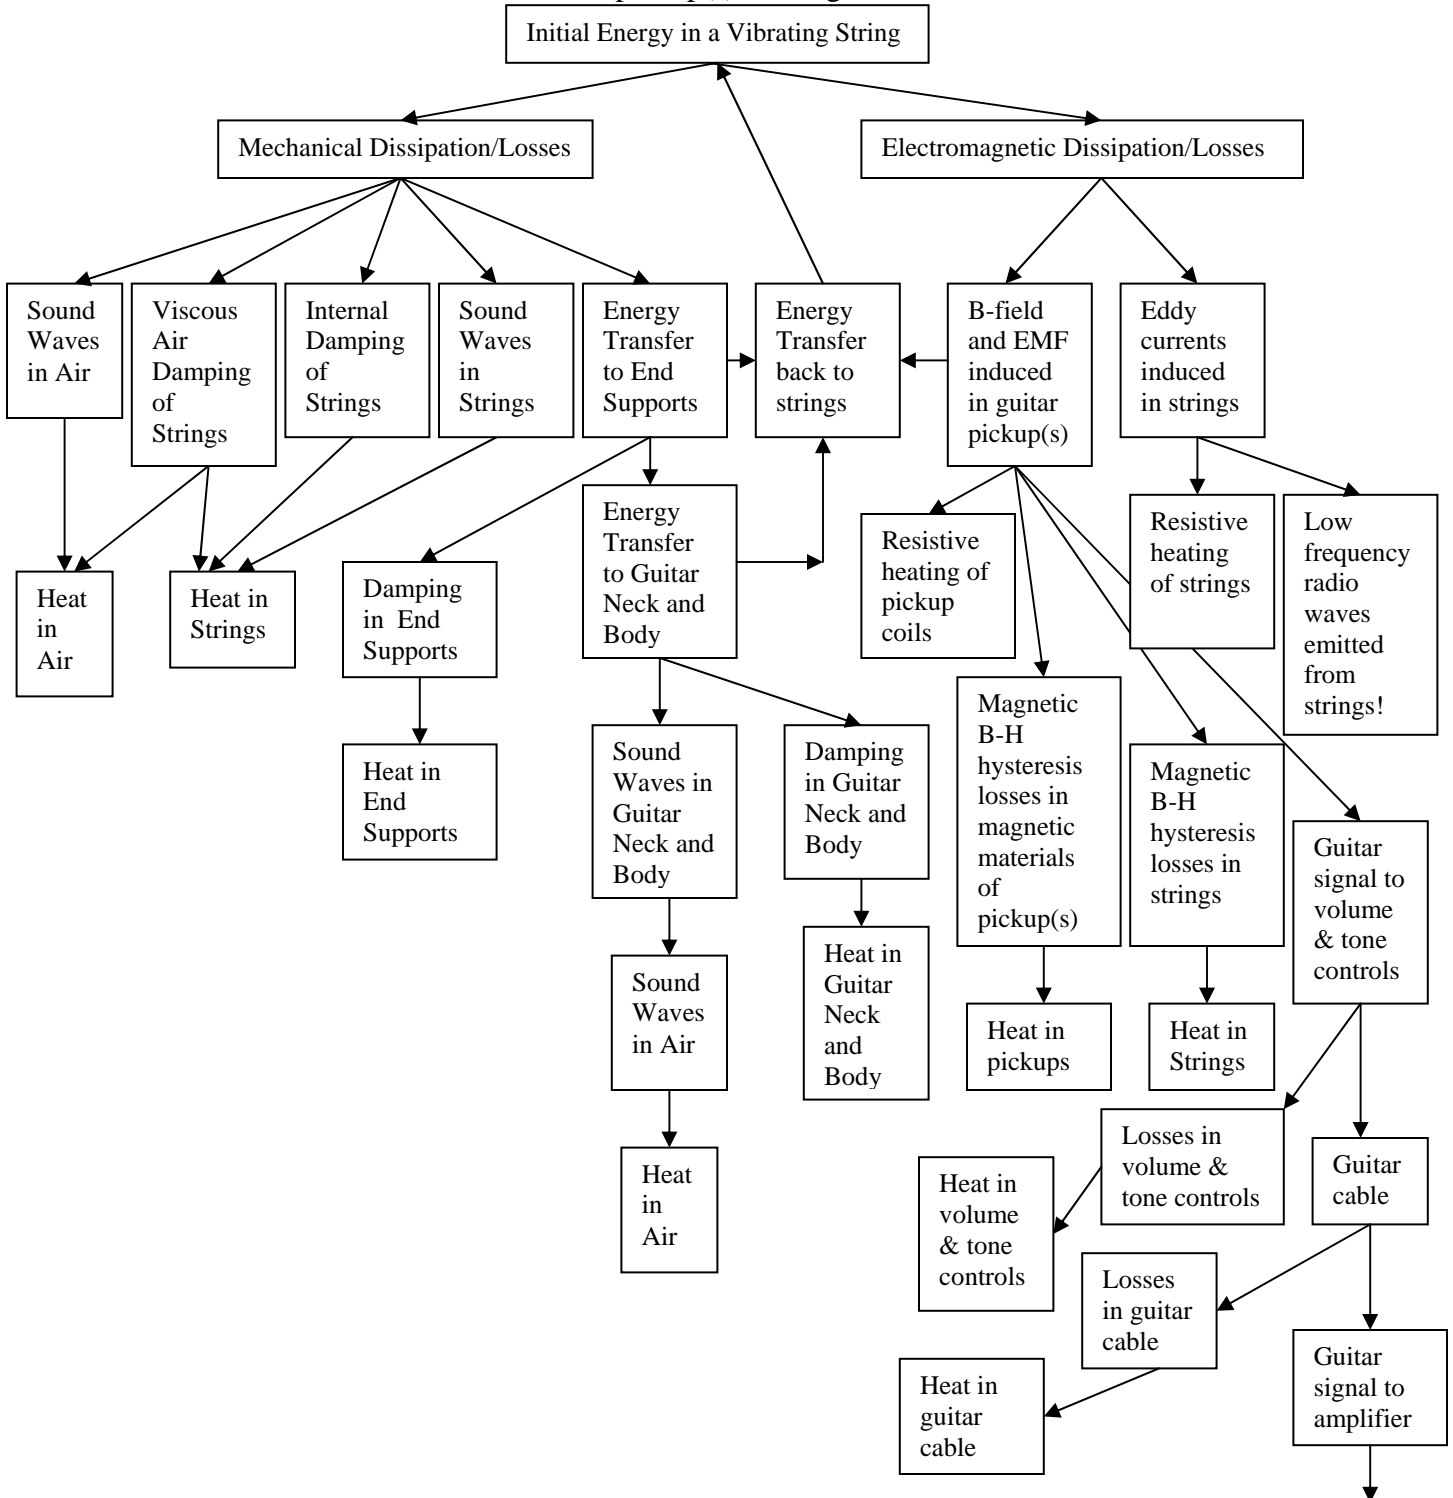 Initial Energy in a Vibrating String
Mechanical Dissipation/Losses
Electromagnetic Dissipation/Losses
Sound
Waves
in Air
Viscous
Air
Damping
of
Strings
Internal
Damping
of
Strings
Sound
Waves
in
Strings
Energy
Transfer
to End
Supports
Energy
Transfer
back to
strings
B-field
and EMF
induced
in guitar
pickup(s)
Eddy
currents
induced
in strings
Heat
in
Air
Heat in
Strings
Damping
in End
Supports
Energy
Transfer
to Guitar
Neck and
Body
Resistive
heating of
pickup
coils
Resistive
heating
of strings
Low
frequency
radio
waves
emitted
from
strings!
Heat in
End
Supports
Sound
Waves in
Guitar
Neck and
Body
Damping
in Guitar
Neck and
Body
Magnetic
B-H
hysteresis
losses in
magnetic
materials
of
pickup(s)
Magnetic
B-H
hysteresis
losses in
strings
Guitar
signal to
volume
& tone
controls
Sound
Waves
in Air
Heat in
Guitar
Neck
and
Body
Heat in
pickups
Heat in
Strings
Heat
in
Air
Heat in
volume
& tone
controls
Losses in
volume &
tone controls
Guitar
cable
Losses
in guitar
cable
Heat in
guitar
cable
Guitar
signal to
amplifier